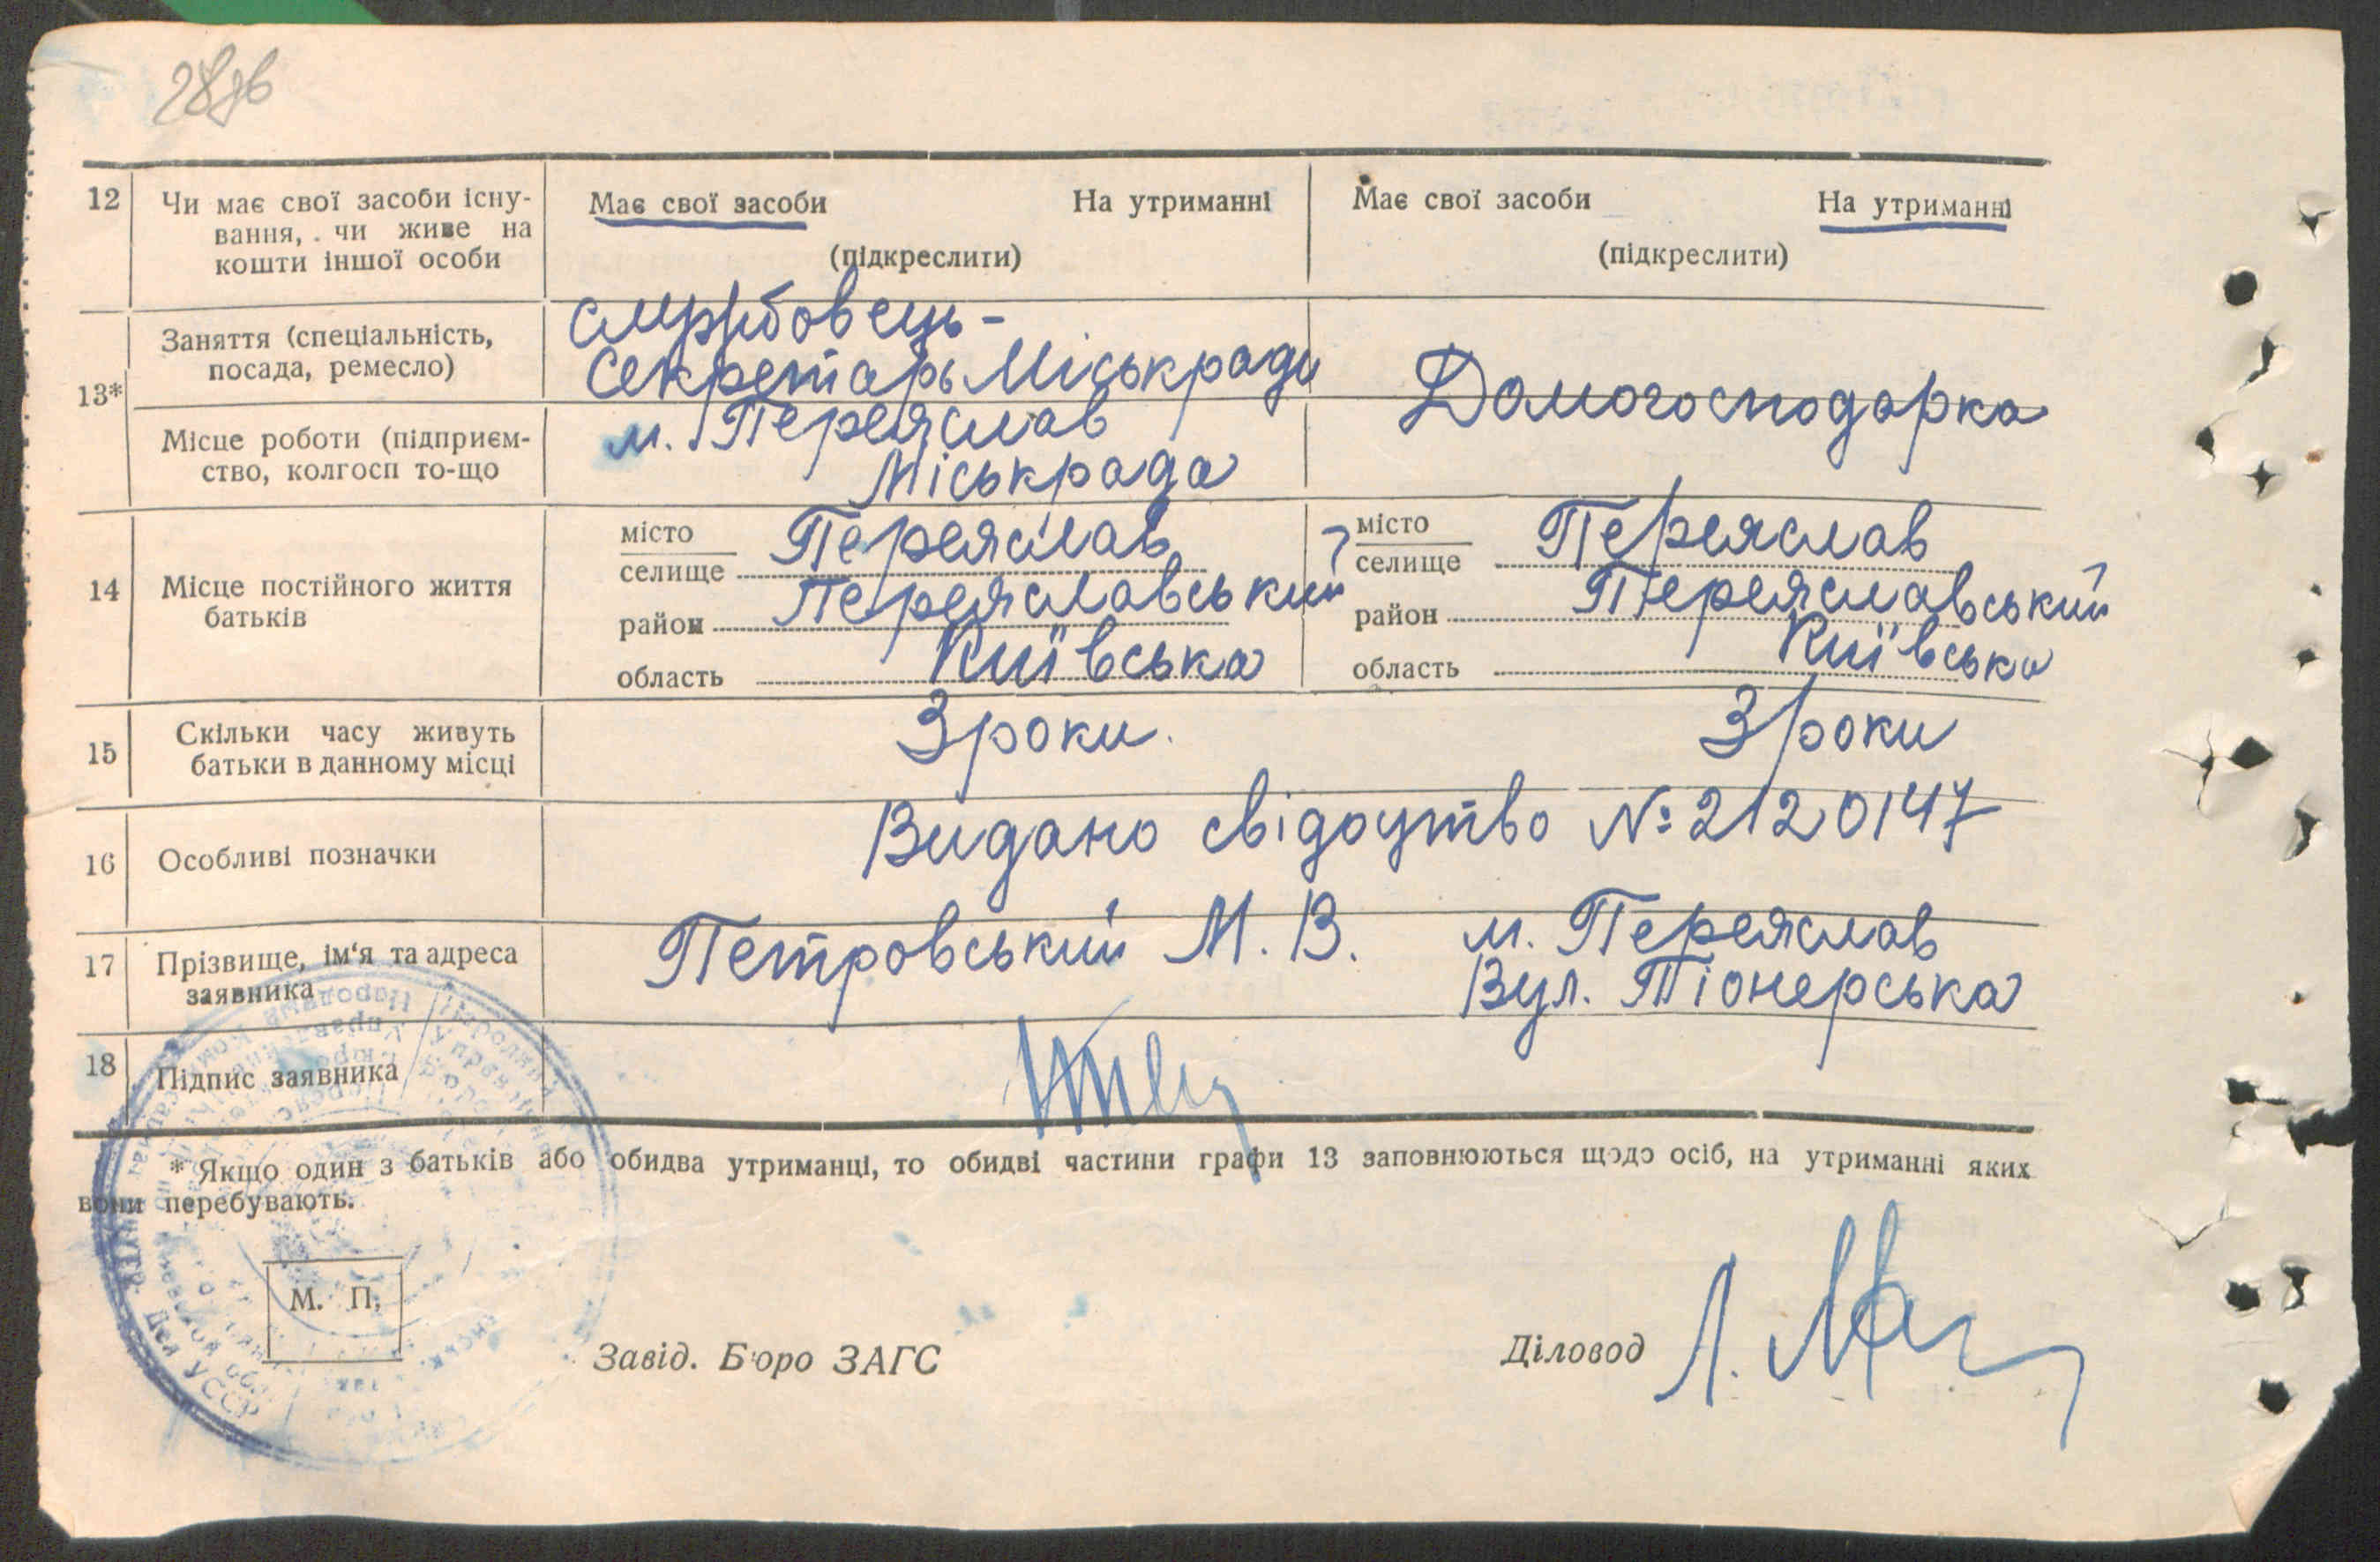 28зв
12 Чи має свої засоби існу-
вання, чи живе на
кошти іншої особи
Має свої засоби На утриманні
(підкреслити)
Має свої засоби На утриманні
(підкреслити)
13*
Заняття (спеціальність,
посада, ремесло)
службовець-
Секретарь Міськради
Місце роботи (підприєм-
ство, колгосп то-що
м. Переяслав
Міськрада
Домогосподарка
14 Місце постійного життя
батьків
місто
селище Переяслав
район Переяславський
область Київська
місто
селище Переяслав
район Переяславський
область Київська
15 Скільки часу живуть
батьки в данному місці
3 роки.
3 роки
16 Особливі позначки
Видано свідоцтво №2120147
17 Прізвище, ім'я та адреса
заявника
Петровський М. В.
м. Переяслав
Вул. Піонерська
18 Підпис заявника
* Якщо один з батьків або обидва утриманці, то обидві частини графи 13 заповнюються щодо осіб, на утриманні яких
вони перебувають.
М. П.
Завід. Бюро ЗАГС
Діловод
УССР